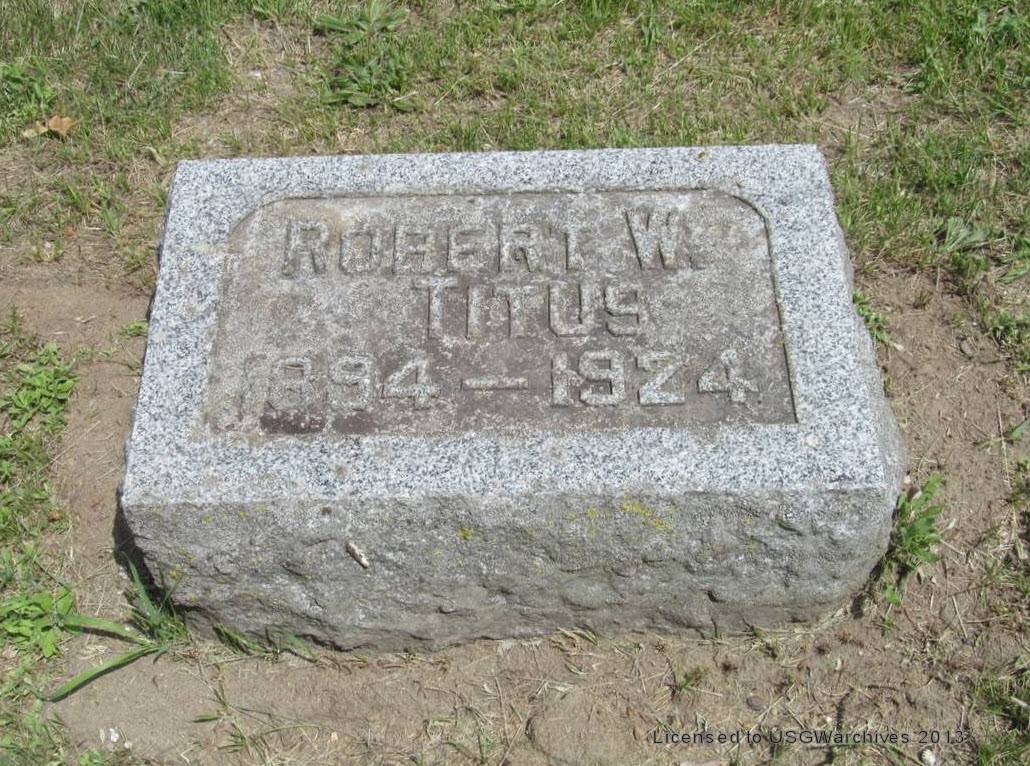 ROBERT W.
TITUS
1894 — 1924
Licensed to USGWarchives 2013